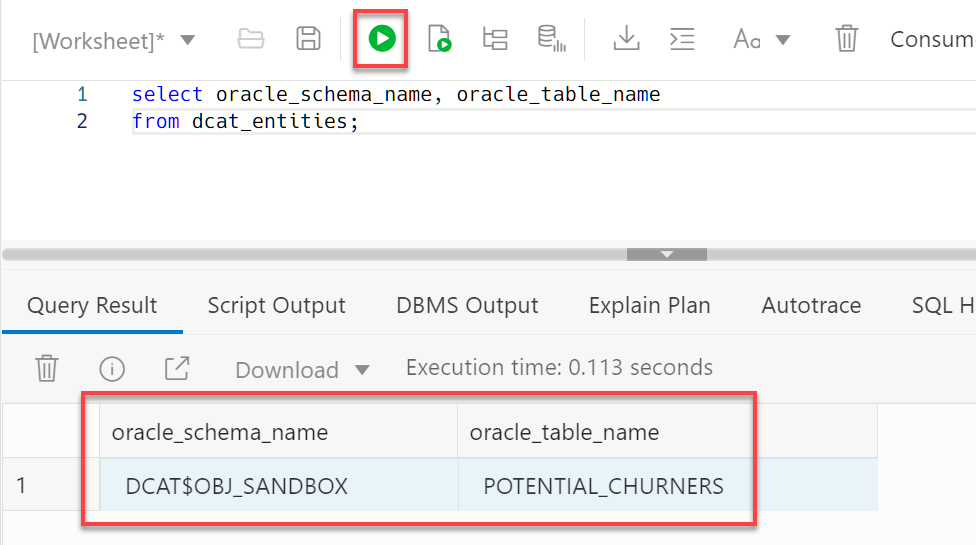 [Worksheet]* Aa Consum
1 select oracle_schema_name, oracle_table_name
2 from dcat_entities;
Query Result Script Output DBMS Output Explain Plan Autotrace SQL H
Download Execution time: 0.113 seconds
oracle_schema_name oracle_table_name
1 DCAT$OBJ_SANDBOX POTENTIAL_CHURNERS